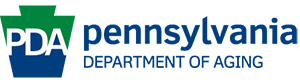 PDA
pennsylvania
DEPARTMENT OF AGING